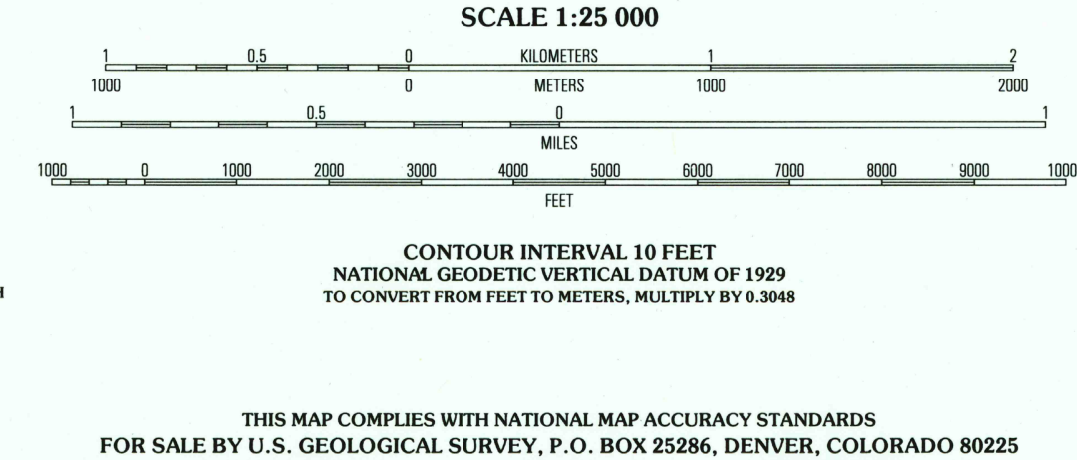 SCALE 1:25 000
1 0.5 0 KILOMETERS 1 2
1000 0 METERS 1000 2000
1 0.5 0 1
MILES
1000 0 1000 2000 3000 4000 5000 6000 7000 8000 9000 1000
FEET
CONTOUR INTERVAL 10 FEET
NATIONAL GEODETIC VERTICAL DATUM OF 1929
H TO CONVERT FROM FEET TO METERS, MULTIPLY BY 0.3048
THIS MAP COMPLIES WITH NATIONAL MAP ACCURACY STANDARDS
FOR SALE BY U.S. GEOLOGICAL SURVEY, P.O. BOX 25286, DENVER, COLORADO 80225